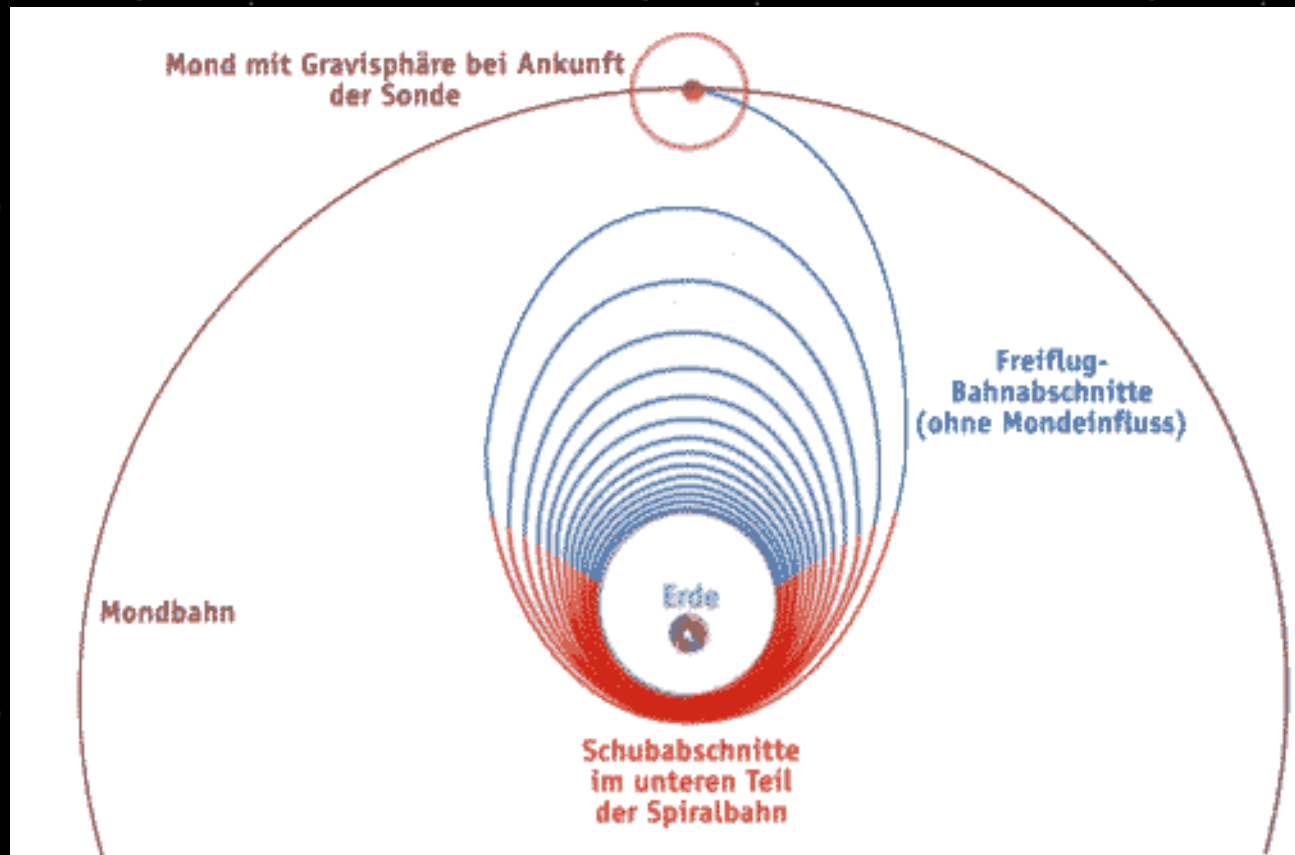 Mond mit Gravisphäre bei Ankunft
der Sonde
Freiflug-
Bahnabschnitte
(ohne Mondeinfluss)
Erde
Mondbahn
Schubabschnitte
im unteren Teil
der Spiralbahn